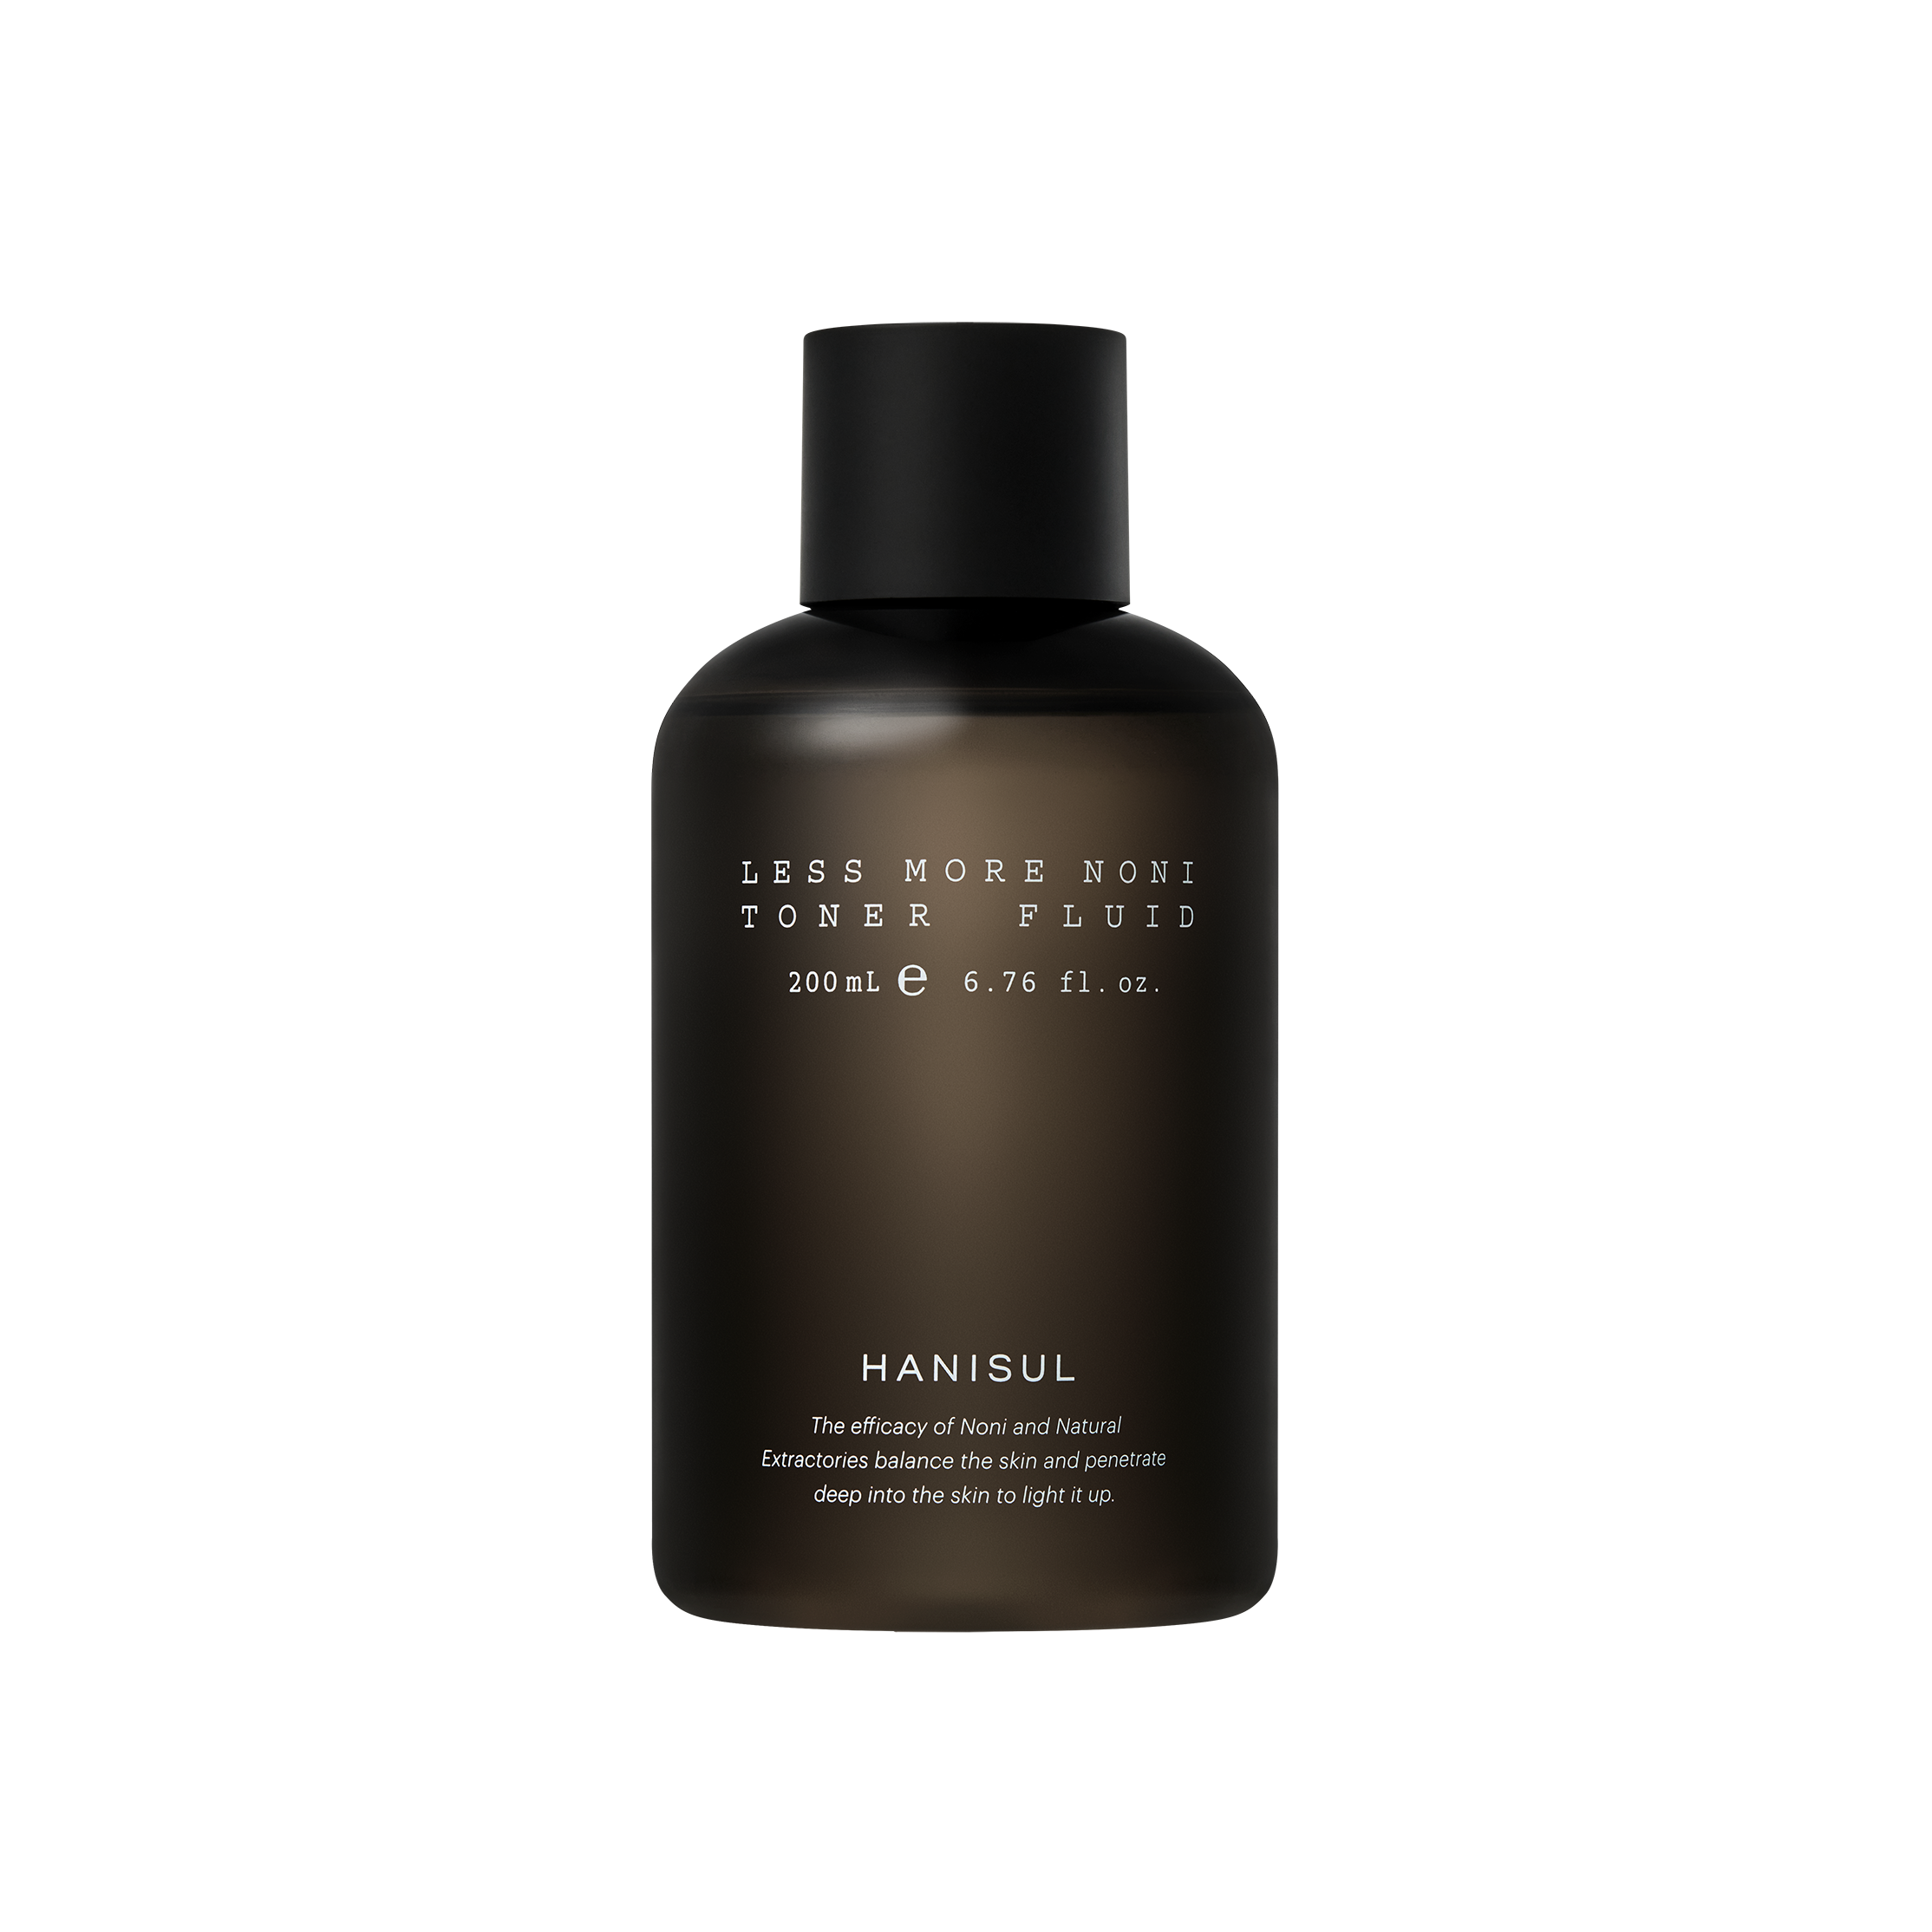 LESS MORE NONI
TONER FLUID
200mL ℮ 6.76 fl.oz.
HANISUL
The efficacy of Noni and Natural
Extractories balance the skin and penetrate
deep into the skin to light it up.